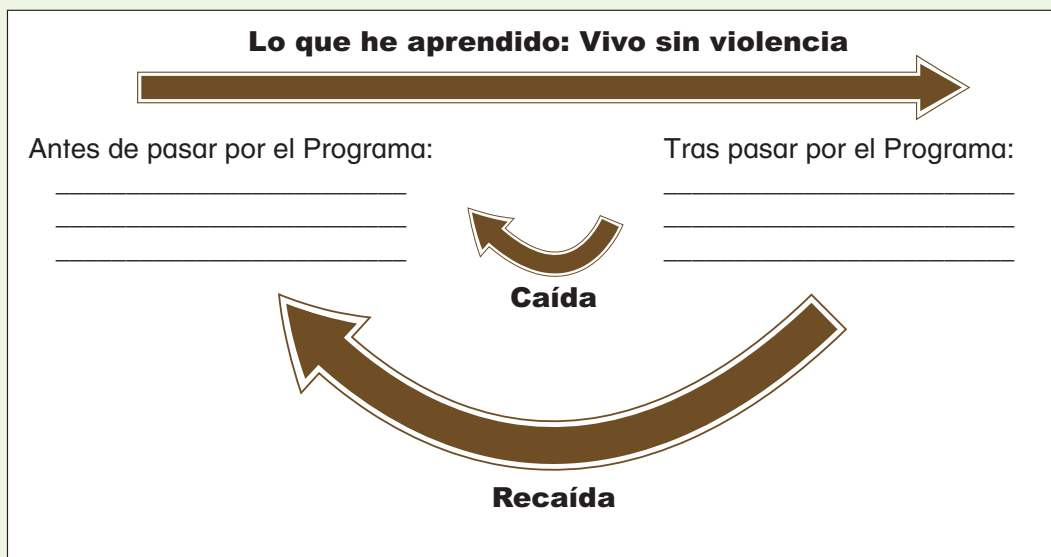 Lo que he aprendido: Vivo sin violencia
Antes de pasar por el Programa:
Tras pasar por el Programa:
Caída
Recaída